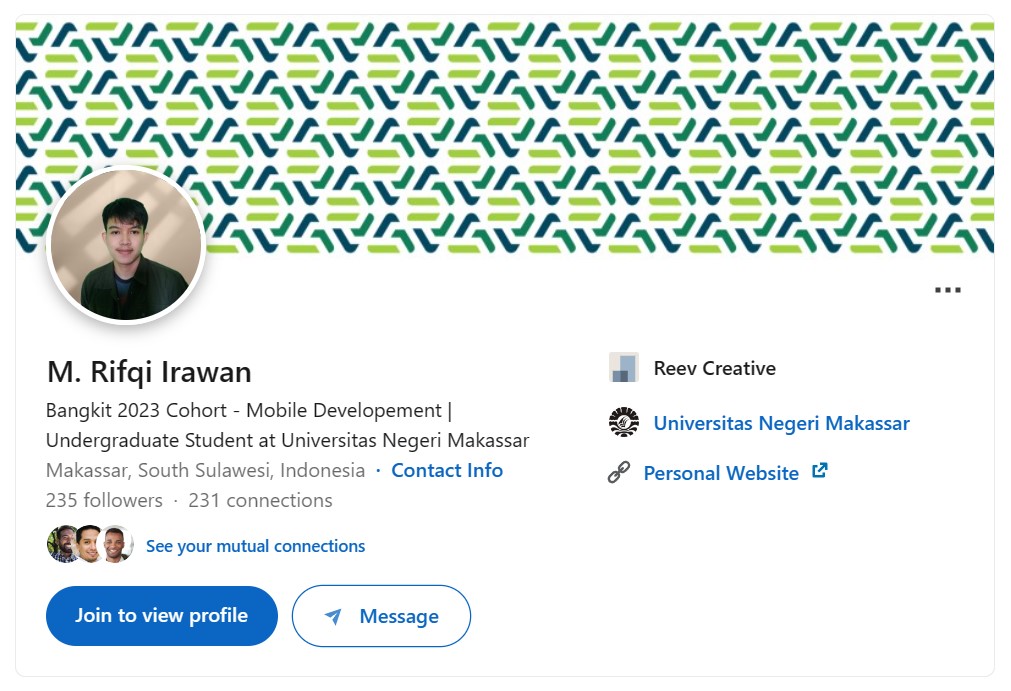 M. Rifqi Irawan
Bangkit 2023 Cohort - Mobile Developement |
Undergraduate Student at Universitas Negeri Makassar
Makassar, South Sulawesi, Indonesia · Contact Info
235 followers · 231 connections
See your mutual connections
Join to view profile
Message
Reev Creative
Universitas Negeri Makassar
Personal Website